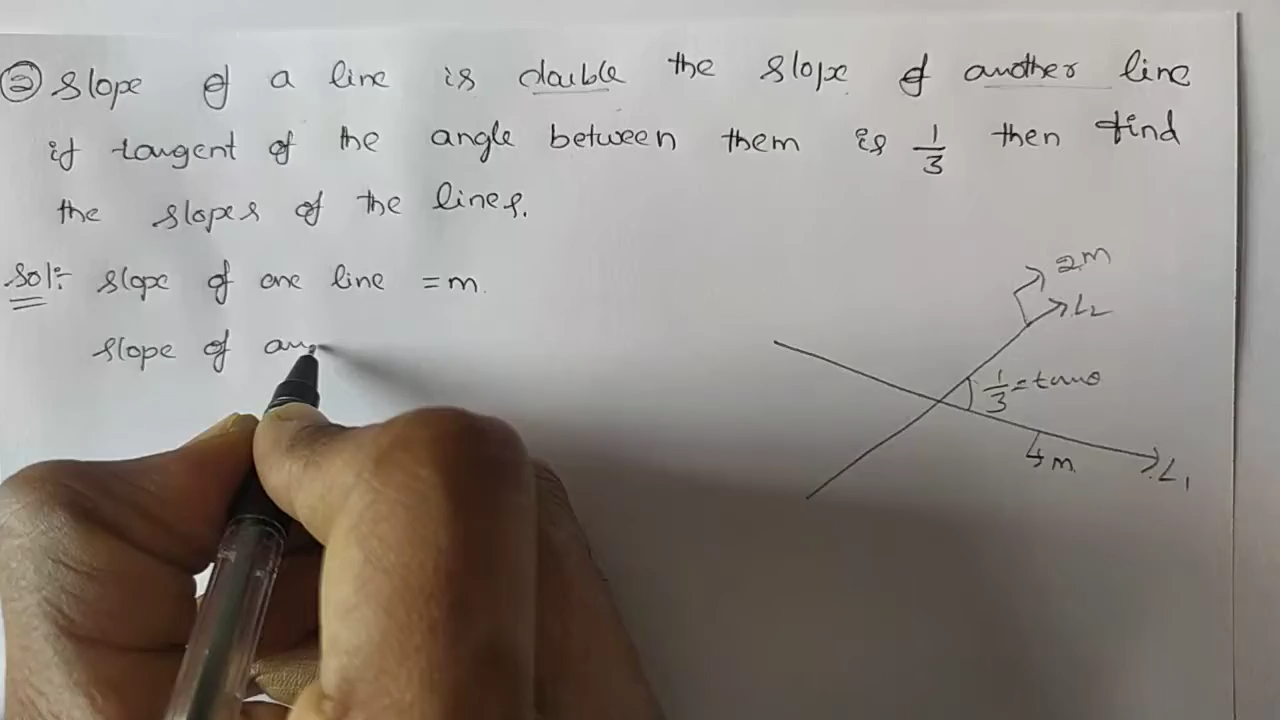 ② slope of a line is double the slope of another line
if tangent of the angle between them is 1/3 then find
the slopes of the lines.
Sol:- slope of one line = m.
slope of
2m
L2
1/3 = tanθ
m
L1